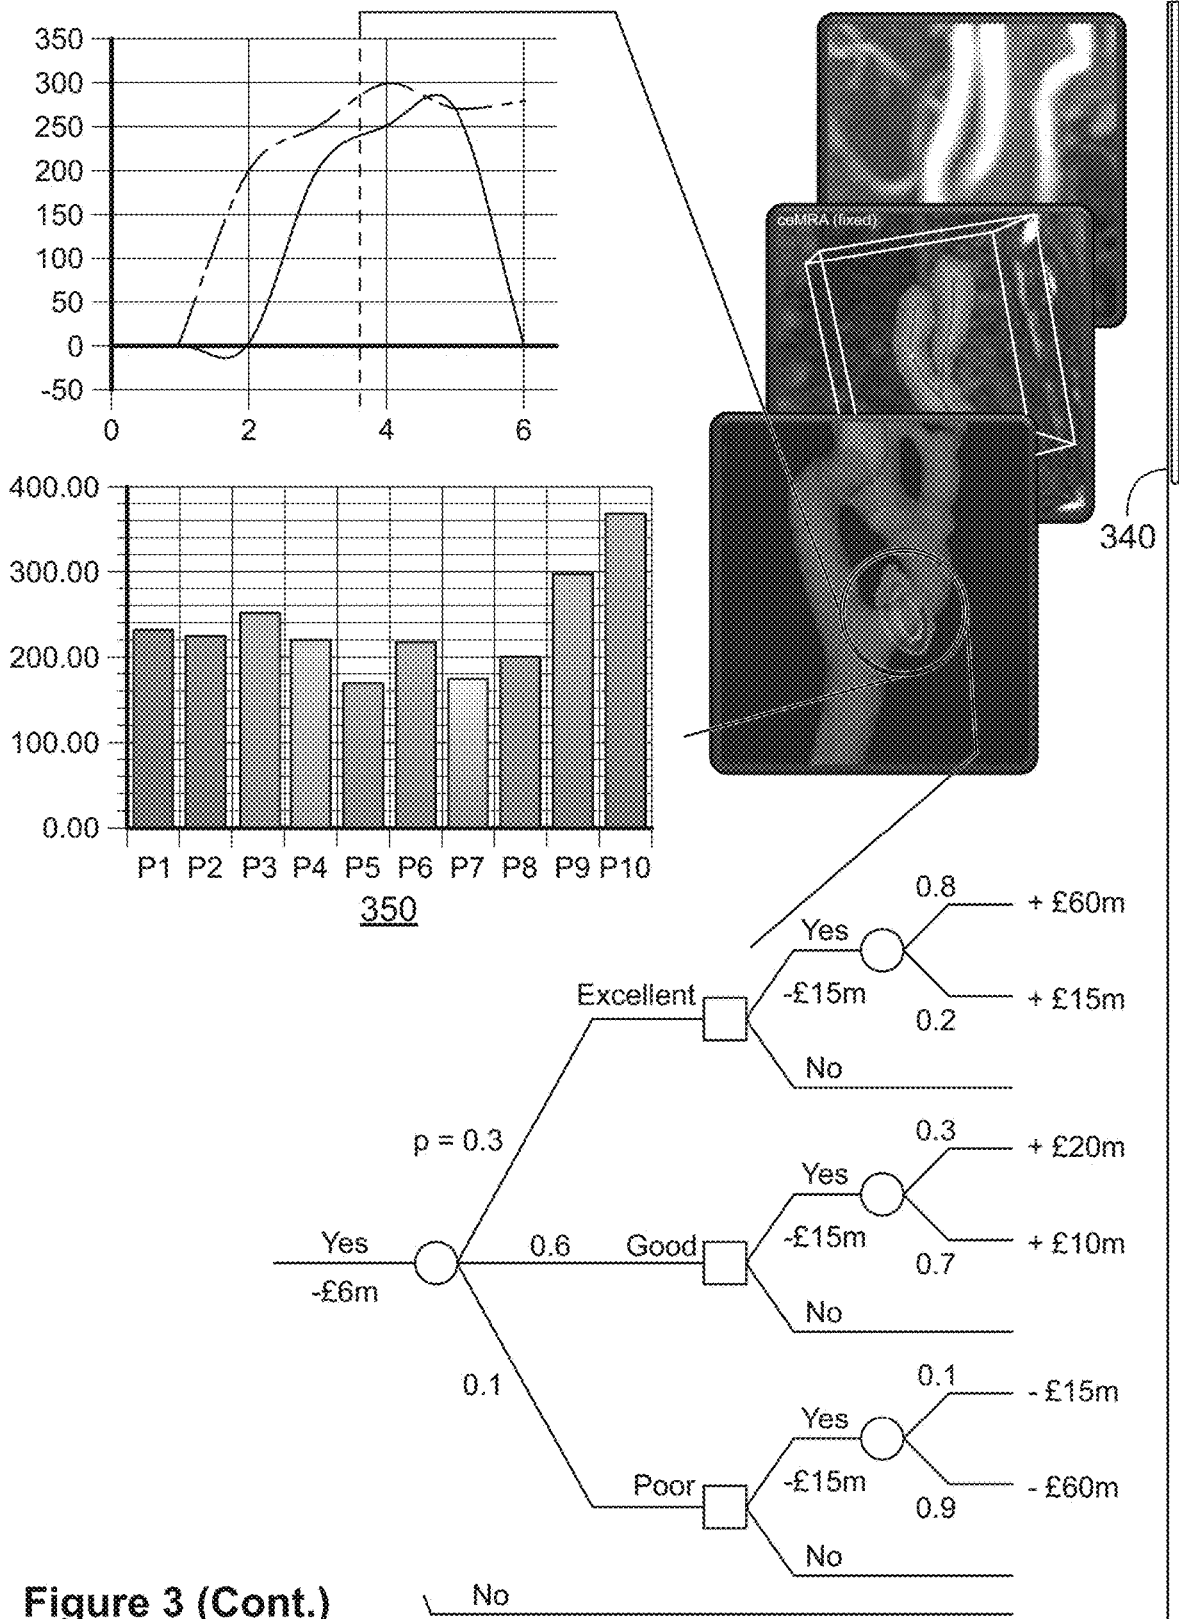 350
300
250
200
150
100
50
0
-50
0 2 4 6
ceMRA (fixed)
340
400.00
300.00
200.00
100.00
0.00
P1 P2 P3 P4 P5 P6 P7 P8 P9 P10
350
0.8
+ £60m
Yes
-£15m
Excellent
+ £15m
0.2
No
p = 0.3
0.3
+ £20m
Yes
-£15m
Yes
0.6
Good
+ £10m
-£6m
0.7
No
0.1
0.1
- £15m
Yes
-£15m
Poor
- £60m
0.9
No
Figure 3 (Cont.)
No